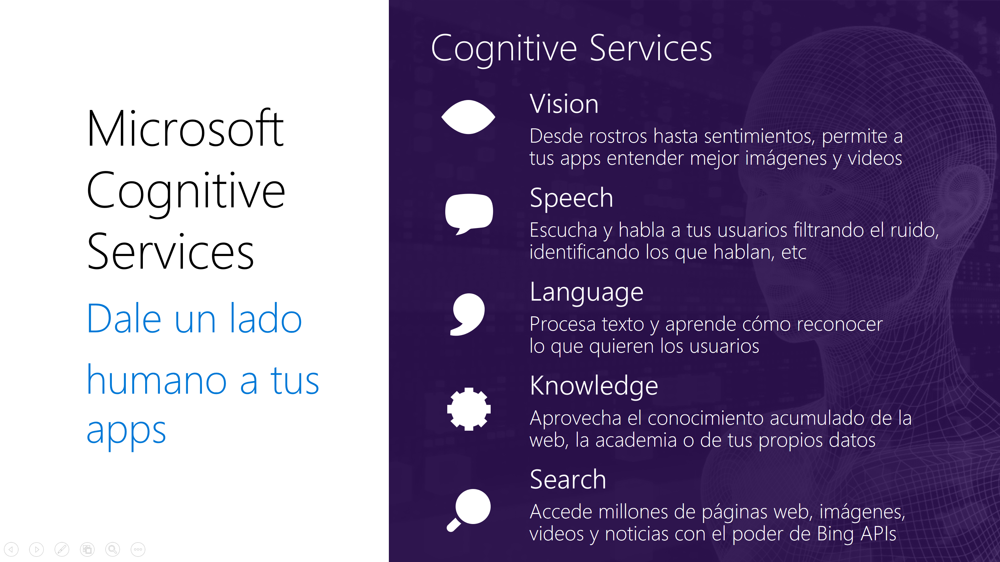 Microsoft
Cognitive
Services
Dale un lado
humano a tus
apps
Cognitive Services
Vision
Desde rostros hasta sentimientos, permite a
tus apps entender mejor imágenes y videos
Speech
Escucha y habla a tus usuarios filtrando el ruido,
identificando los que hablan, etc
Language
Procesa texto y aprende cómo reconocer
lo que quieren los usuarios
Knowledge
Aprovecha el conocimiento acumulado de la
web, la academia o de tus propios datos
Search
Accede millones de páginas web, imágenes,
videos y noticias con el poder de Bing APIs